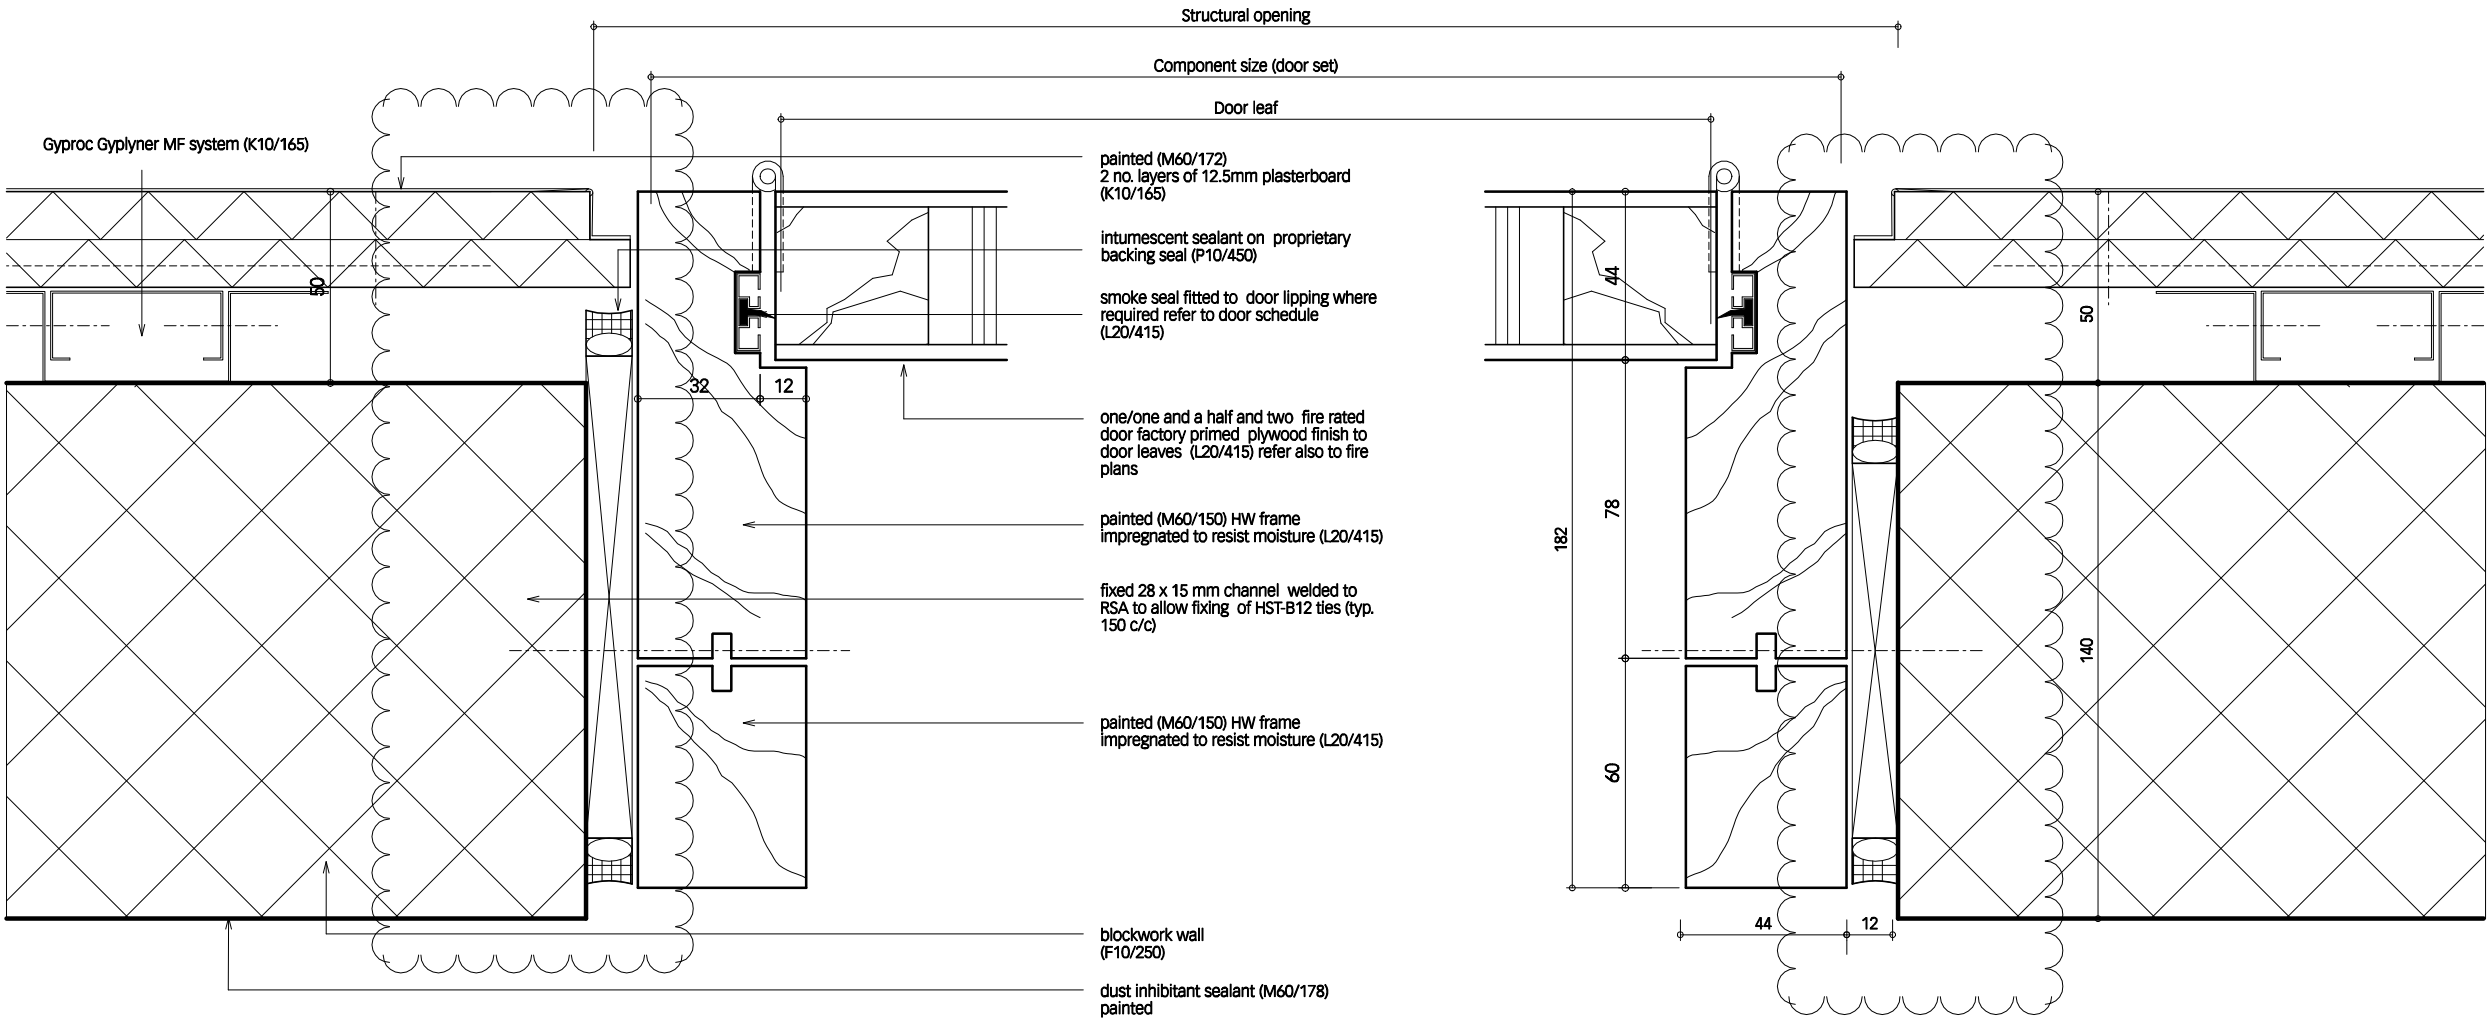 Structural opening
Component size (door set)
Door leaf
Gyproc Gyplyner MF system (K10/165)
painted (M60/172)
2 no. layers of 12.5mm plasterboard
(K10/165)
intumescent sealant on proprietary
backing seal (P10/450)
smoke seal fitted to door lipping where
required refer to door schedule
(L20/415)
one/one and a half and two fire rated
door factory primed plywood finish to
door leaves (L20/415) refer also to fire
plans
painted (M60/150) HW frame
impregnated to resist moisture (L20/415)
fixed 28 x 15 mm channel welded to
RSA to allow fixing of HST-B12 ties (typ.
150 c/c)
painted (M60/150) HW frame
impregnated to resist moisture (L20/415)
blockwork wall
(F10/250)
dust inhibitant sealant (M60/178)
painted
50
32
12
44
78
182
60
44
12
50
140